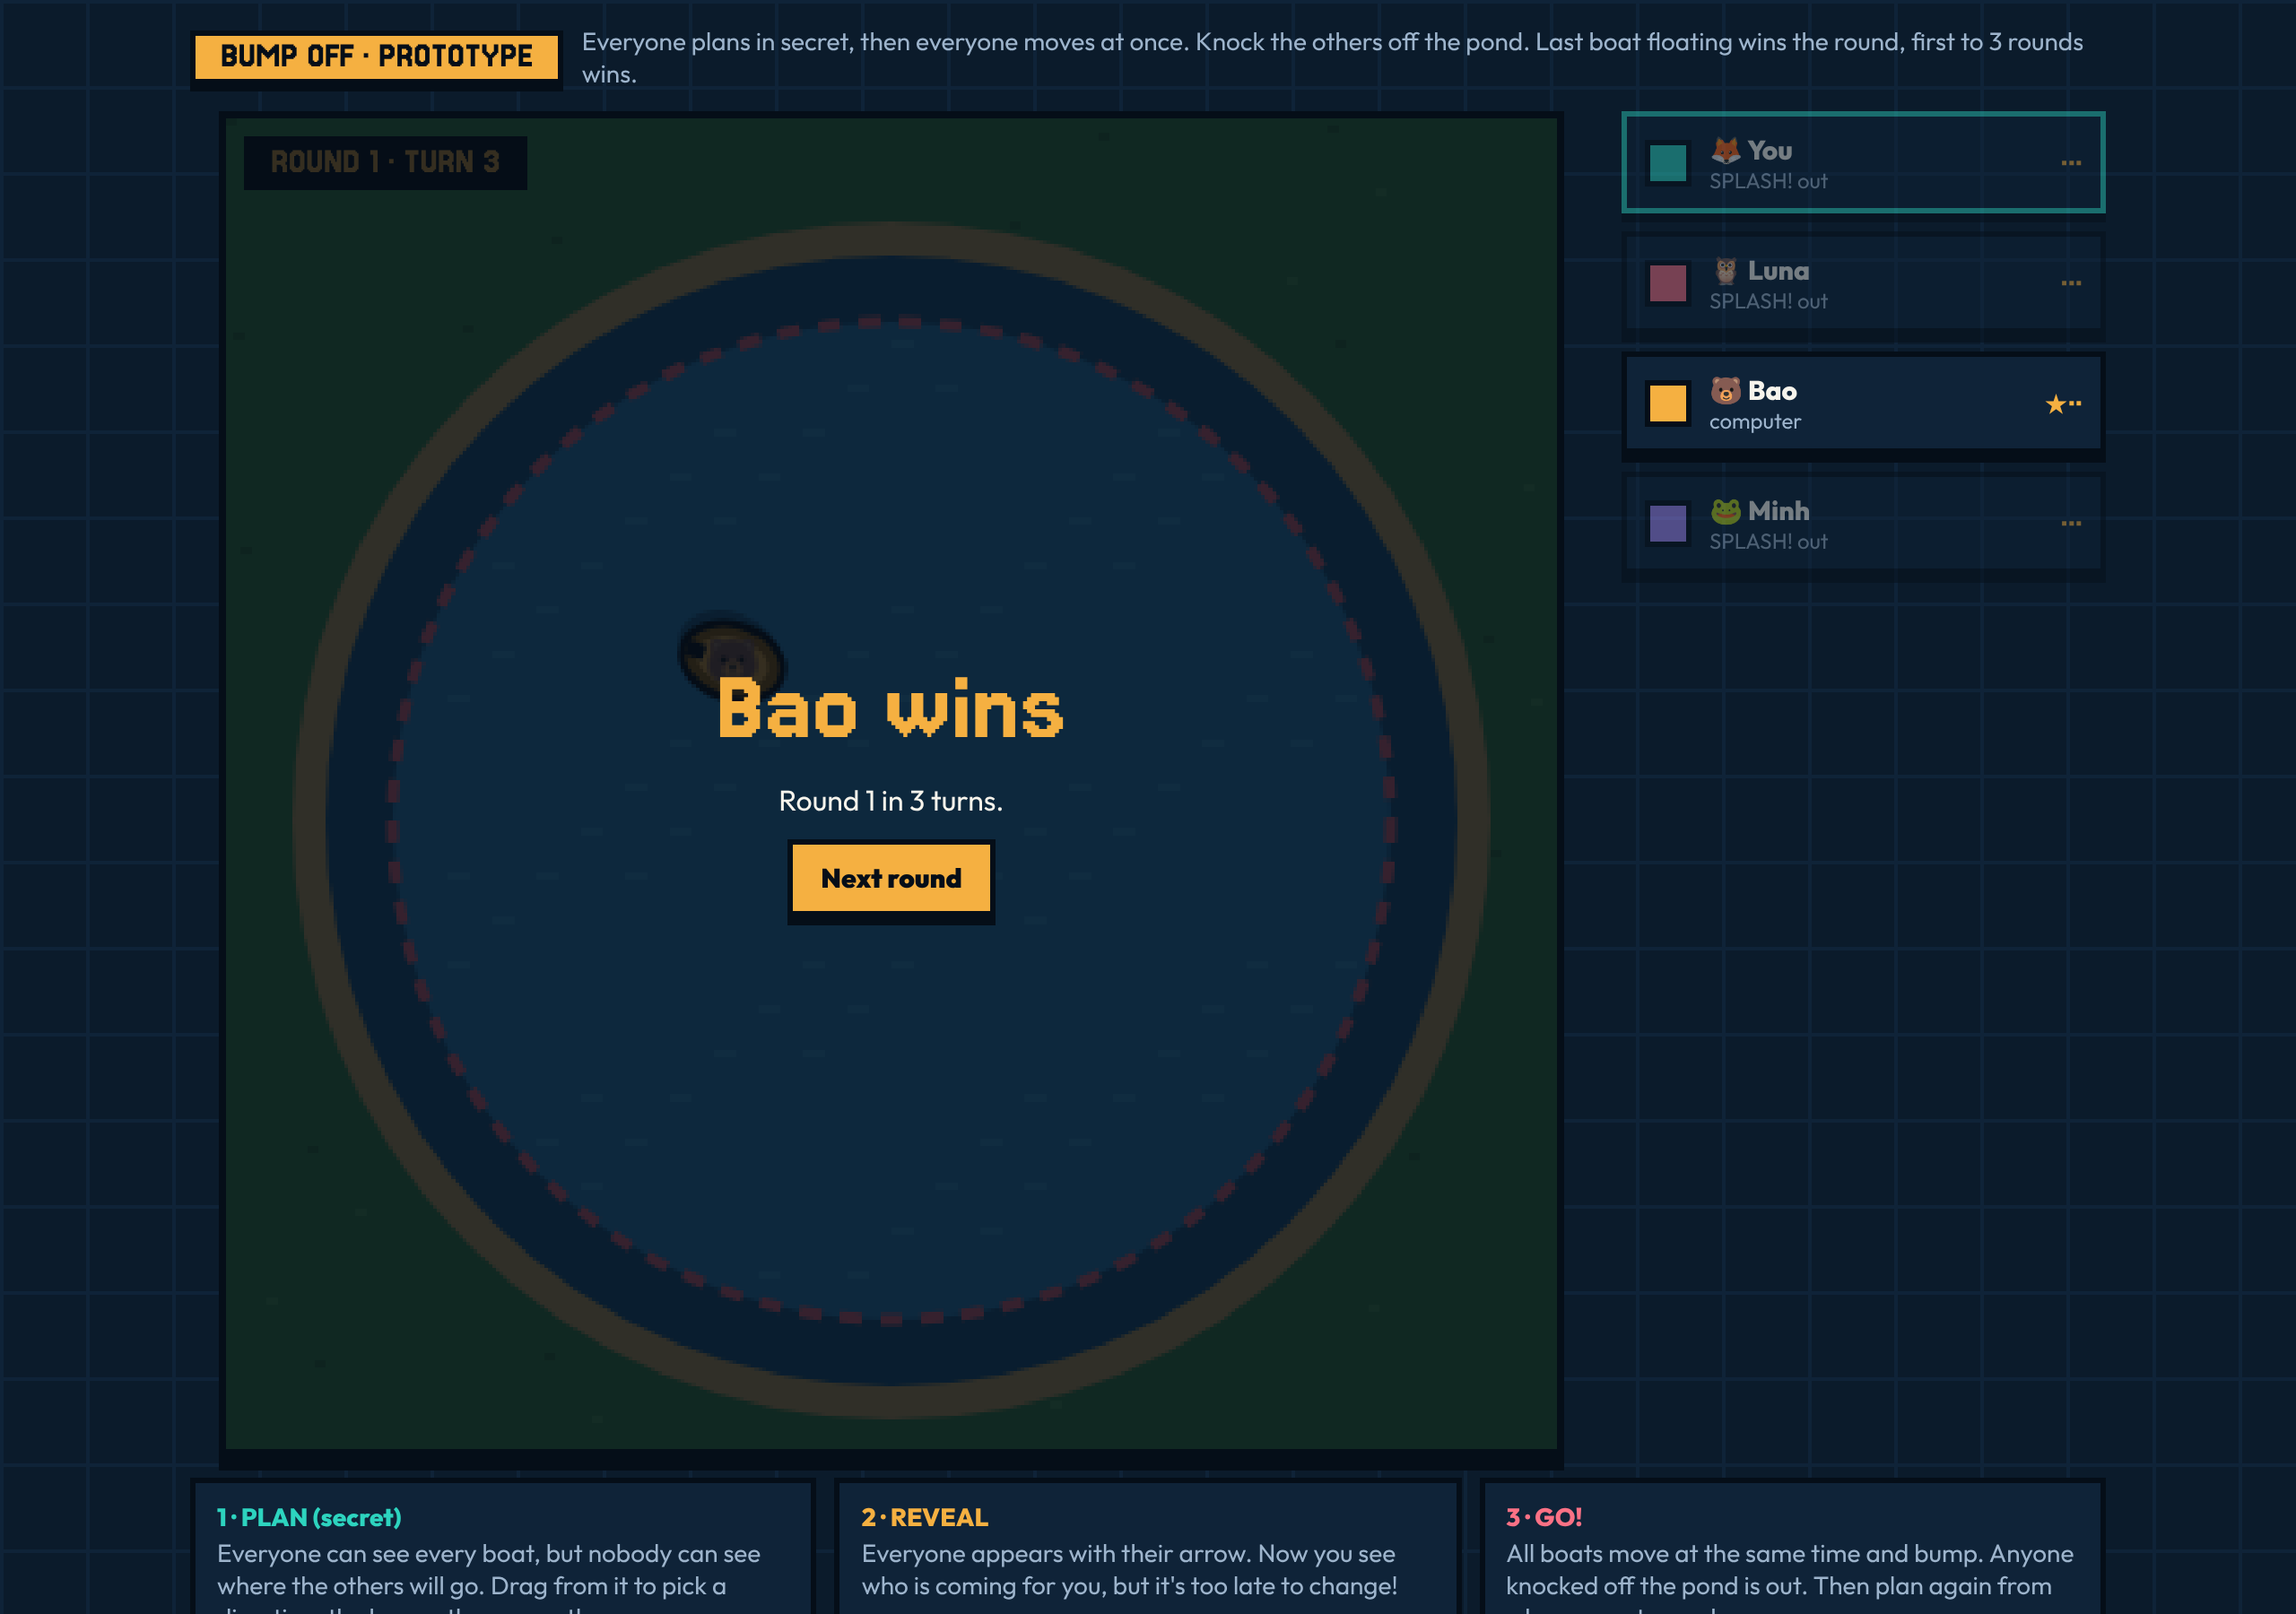 BUMP OFF · PROTOTYPE
Everyone plans in secret, then everyone moves at once. Knock the others off the pond. Last boat floating wins the round, first to 3 rounds
wins.
ROUND 1 · TURN 3
You
SPLASH! out
Luna
SPLASH! out
Bao
computer
Minh
SPLASH! out
Bao wins
Round 1 in 3 turns.
Next round
1 · PLAN (secret)
Everyone can see every boat, but nobody can see
where the others will go. Drag from it to pick a
2 · REVEAL
Everyone appears with their arrow. Now you see
who is coming for you, but it's too late to change!
3 · GO!
All boats move at the same time and bump. Anyone
knocked off the pond is out. Then plan again from